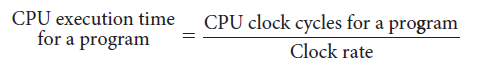 CPU execution time
for a program
=
CPU clock cycles for a program
Clock rate